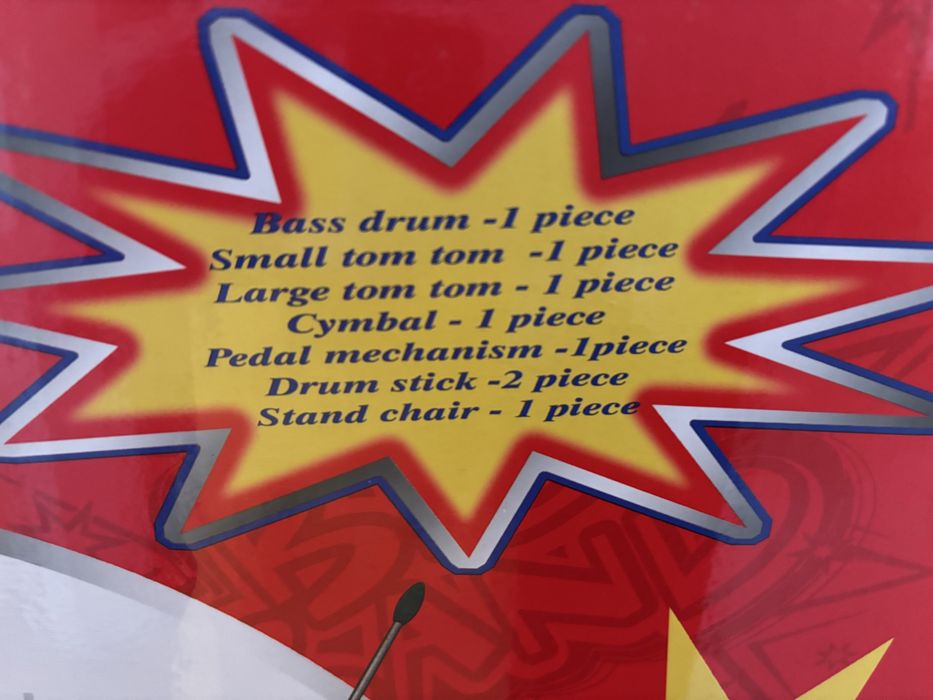 Bass drum -1 piece
Small tom tom -1 piece
Large tom tom - 1 piece
Cymbal - 1 piece
Pedal mechanism -1piece
Drum stick -2 piece
Stand chair - 1 piece